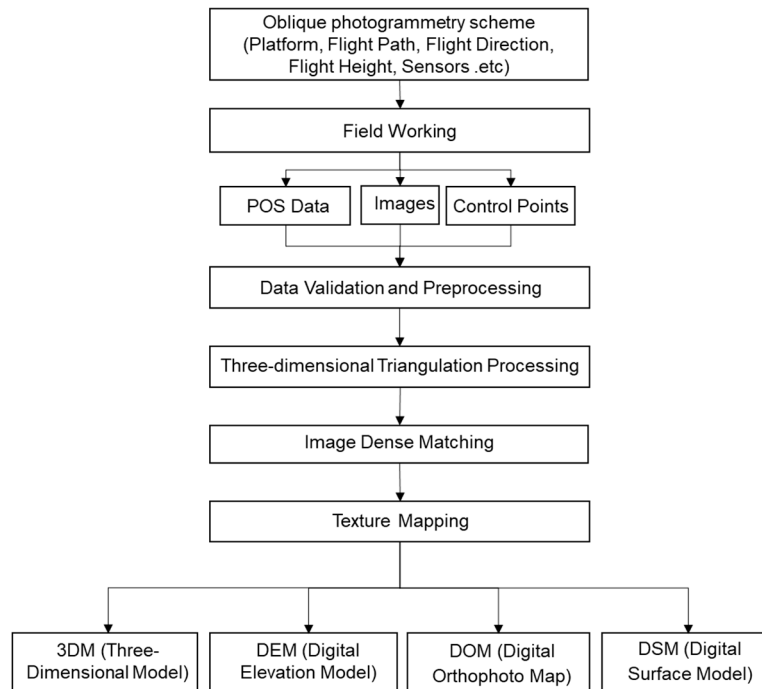 Oblique photogrammetry scheme
(Platform, Flight Path, Flight Direction,
Flight Height, Sensors .etc)
Field Working
POS Data
Images
Control Points
Data Validation and Preprocessing
Three-dimensional Triangulation Processing
Image Dense Matching
Texture Mapping
3DM (Three-
Dimensional Model)
DEM (Digital
Elevation Model)
DOM (Digital
Orthophoto Map)
DSM (Digital
Surface Model)